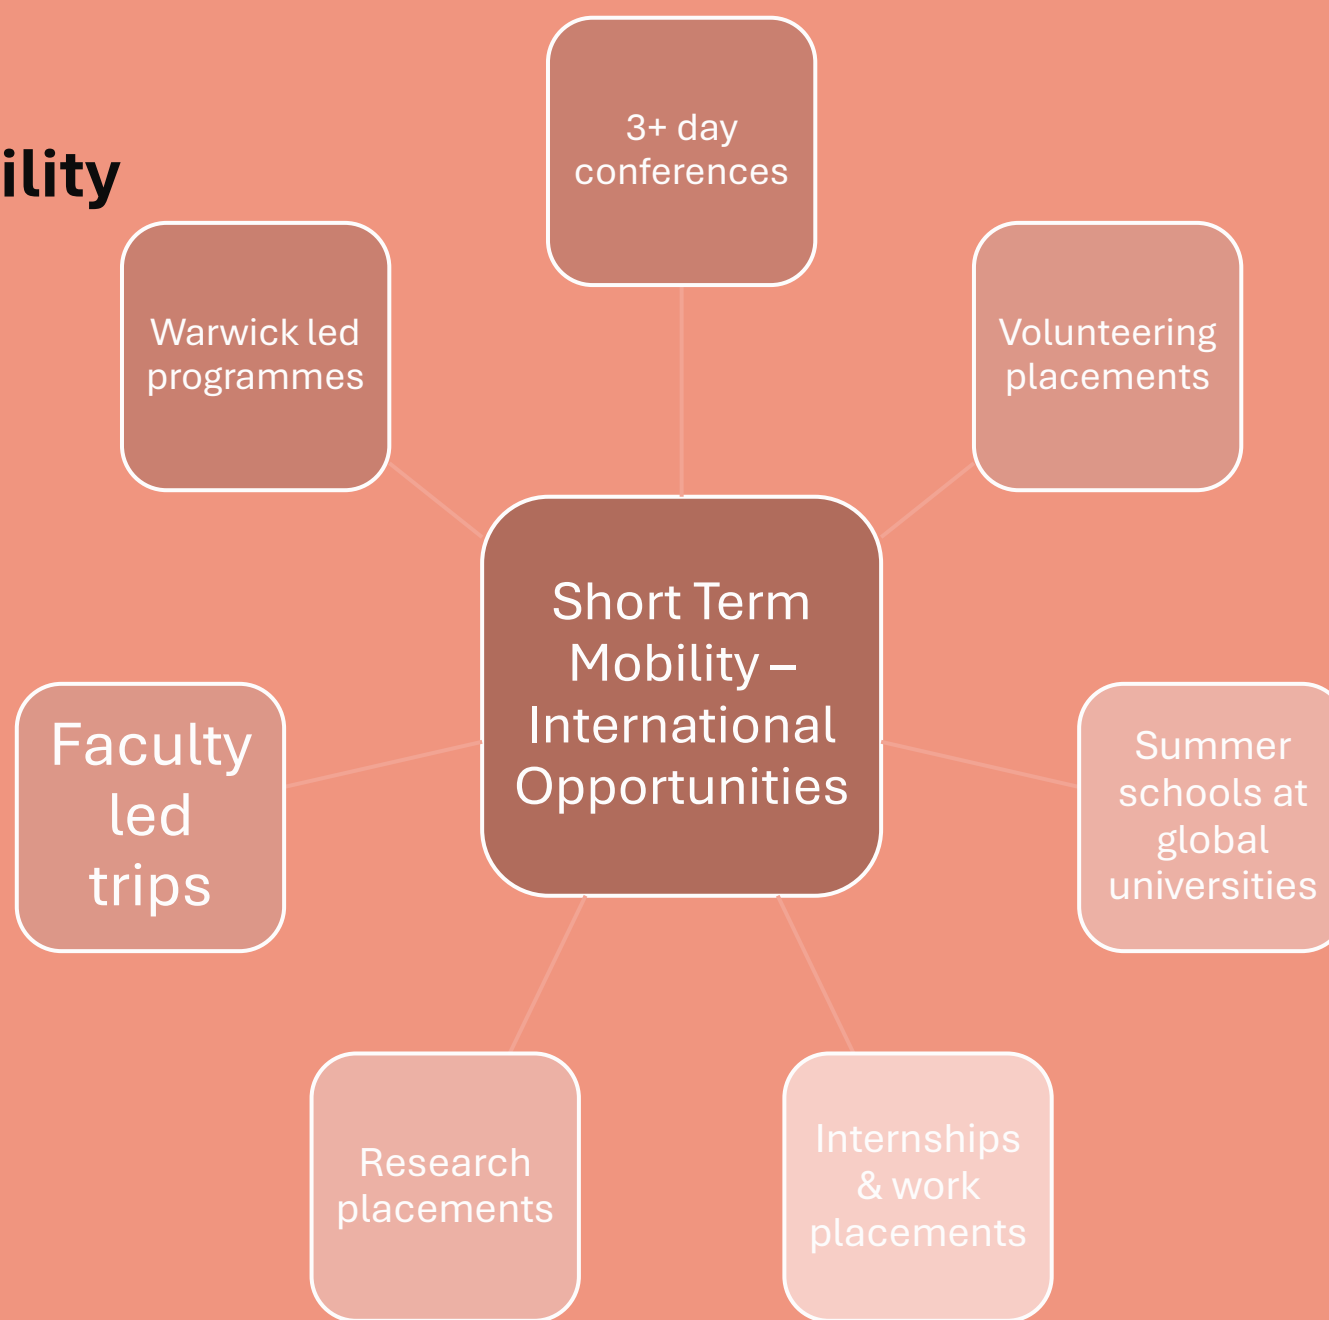 ility
3+ day
conferences
Warwick led
programmes
Volunteering
placements
Short Term
Mobility –
International
Opportunities
Faculty
led
trips
Summer
schools at
global
universities
Research
placements
Internships
& work
placements